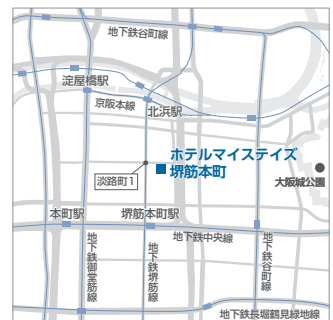 地下鉄谷町線
淀屋橋駅
京阪本線
北浜駅
ホテルマイステイズ
堺筋本町
淡路町1
大阪城公園
本町駅
堺筋本町駅
地下鉄中央線
地下鉄御堂筋線
地下鉄堺筋線
地下鉄谷町線
地下鉄長堀鶴見緑地線